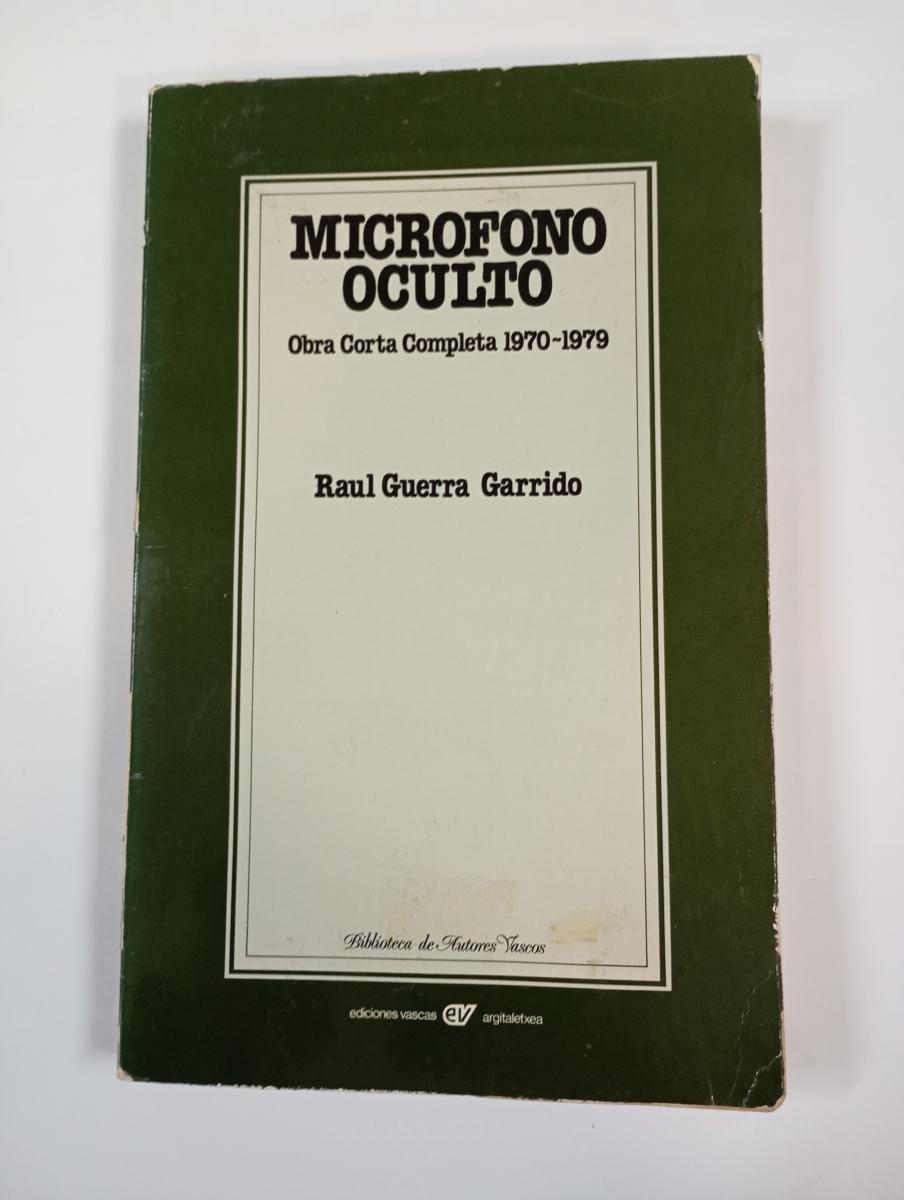 MICROFONO
OCULTO
Obra Corta Completa 1970-1979
Raul Guerra Garrido
Biblioteca de Autores Vascos
ediciones vascas ev argitaletxea